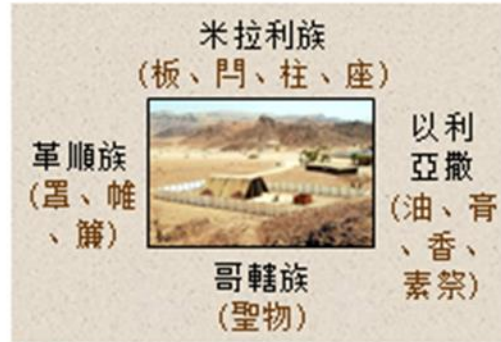 米拉利族
(板、閂、柱、座)
革順族
(罩、帷
、簾)
以利
亞撒
(油、膏
、香、
素祭)
哥轄族
(聖物)